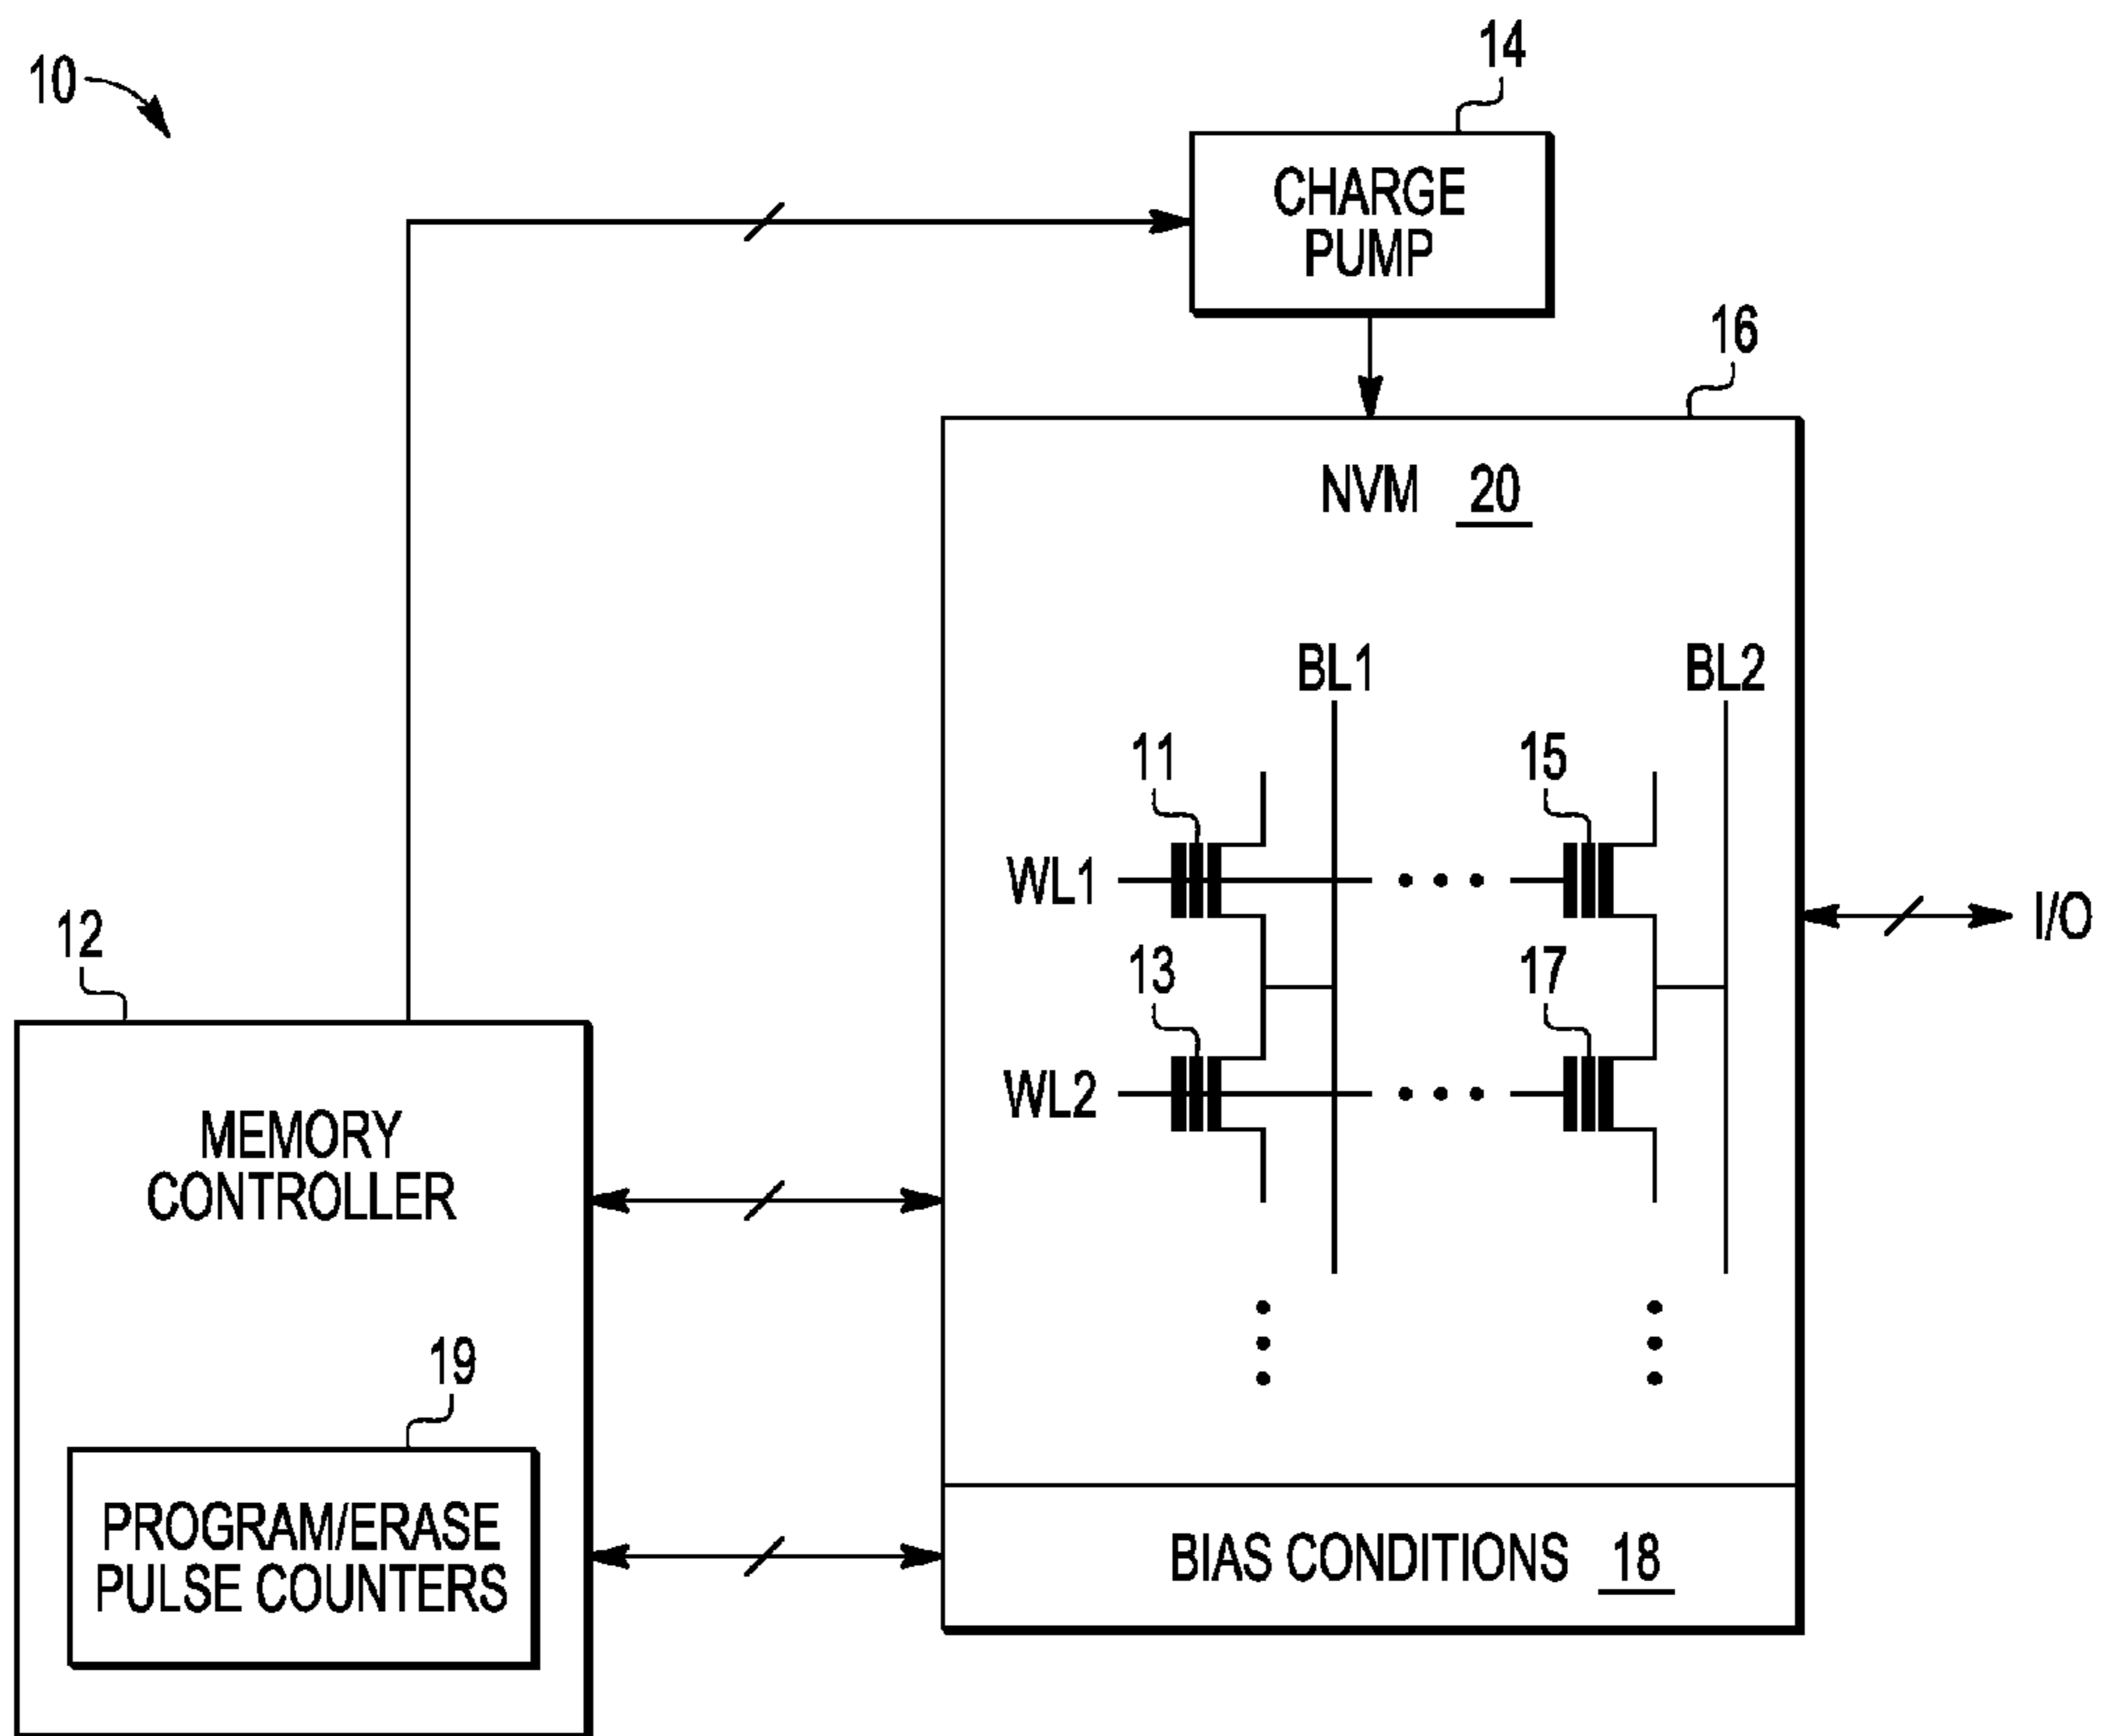 10
14
CHARGE
PUMP
16
NVM 20
BL1
BL2
11
15
WL1
I/O
12
13
17
WL2
MEMORY
CONTROLLER
19
PROGRAM/ERASE
PULSE COUNTERS
BIAS CONDITIONS 18